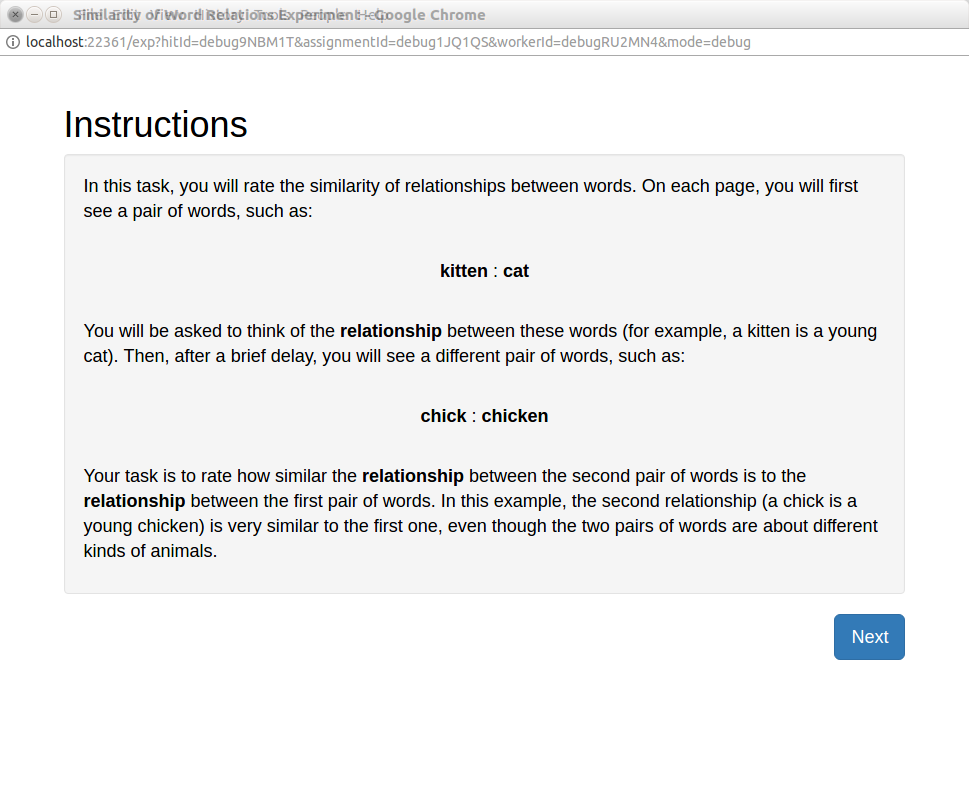 Similarity of Word Relations Experiment - Google Chrome
File Edit View History Tools People Help
localhost:22361/exp?hitId=debug9NBM1T&assignmentId=debug1JQ1QS&workerId=debugRU2MN4&mode=debug
Instructions
In this task, you will rate the similarity of relationships between words. On each page, you will first
see a pair of words, such as:
kitten : cat
You will be asked to think of the relationship between these words (for example, a kitten is a young
cat). Then, after a brief delay, you will see a different pair of words, such as:
chick : chicken
Your task is to rate how similar the relationship between the second pair of words is to the
relationship between the first pair of words. In this example, the second relationship (a chick is a
young chicken) is very similar to the first one, even though the two pairs of words are about different
kinds of animals.
Next